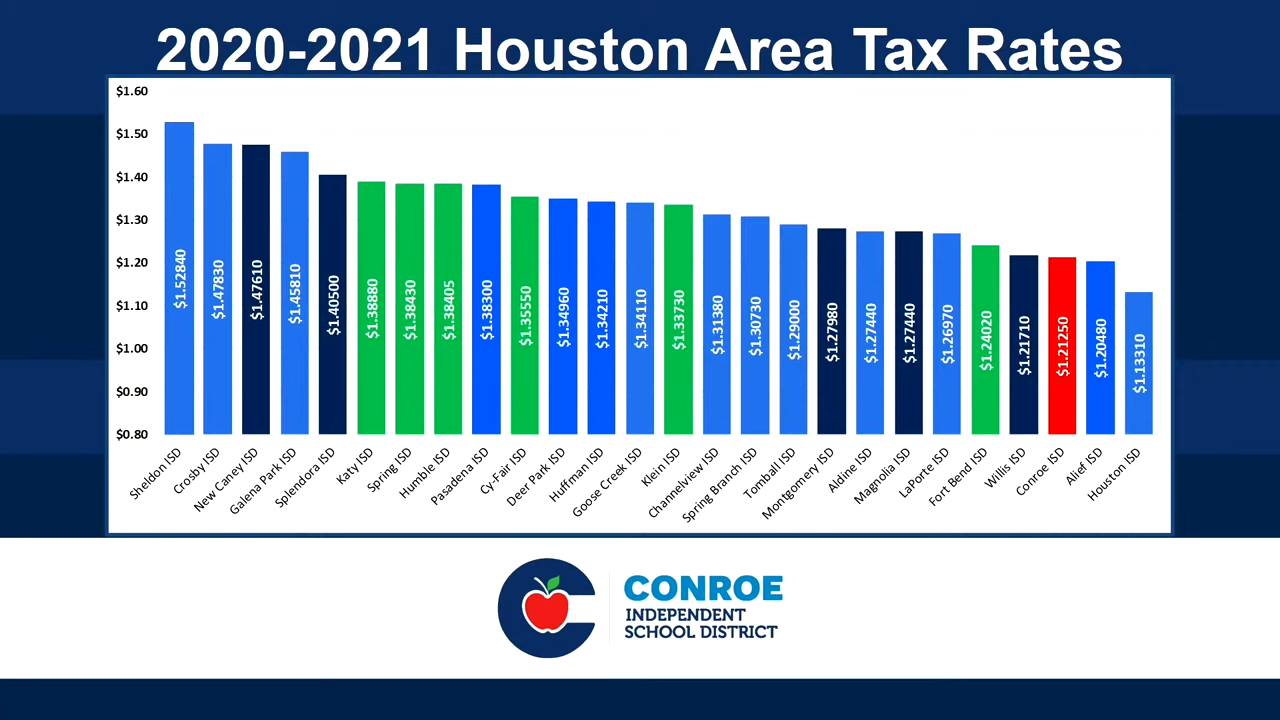 2020-2021 Houston Area Tax Rates
$1.60
$1.50
$1.40
$1.30
$1.20
$1.10
$1.00
$0.90
$0.80
$1.52840
$1.47830
$1.47610
$1.45810
$1.40500
$1.38880
$1.38430
$1.38405
$1.38300
$1.35550
$1.34960
$1.34210
$1.34110
$1.33730
$1.31380
$1.30730
$1.29000
$1.27980
$1.27440
$1.27440
$1.26970
$1.24020
$1.21710
$1.21250
$1.20480
$1.13310
Sheldon ISD
Crosby ISD
New Caney ISD
Galena Park ISD
Splendora ISD
Katy ISD
Spring ISD
Humble ISD
Pasadena ISD
Cy-Fair ISD
Deer Park ISD
Huffman ISD
Goose Creek ISD
Klein ISD
Channelview ISD
Spring Branch ISD
Tomball ISD
Montgomery ISD
Aldine ISD
Magnolia ISD
LaPorte ISD
Fort Bend ISD
Willis ISD
Conroe ISD
Alief ISD
Houston ISD
CONROE
INDEPENDENT
SCHOOL DISTRICT